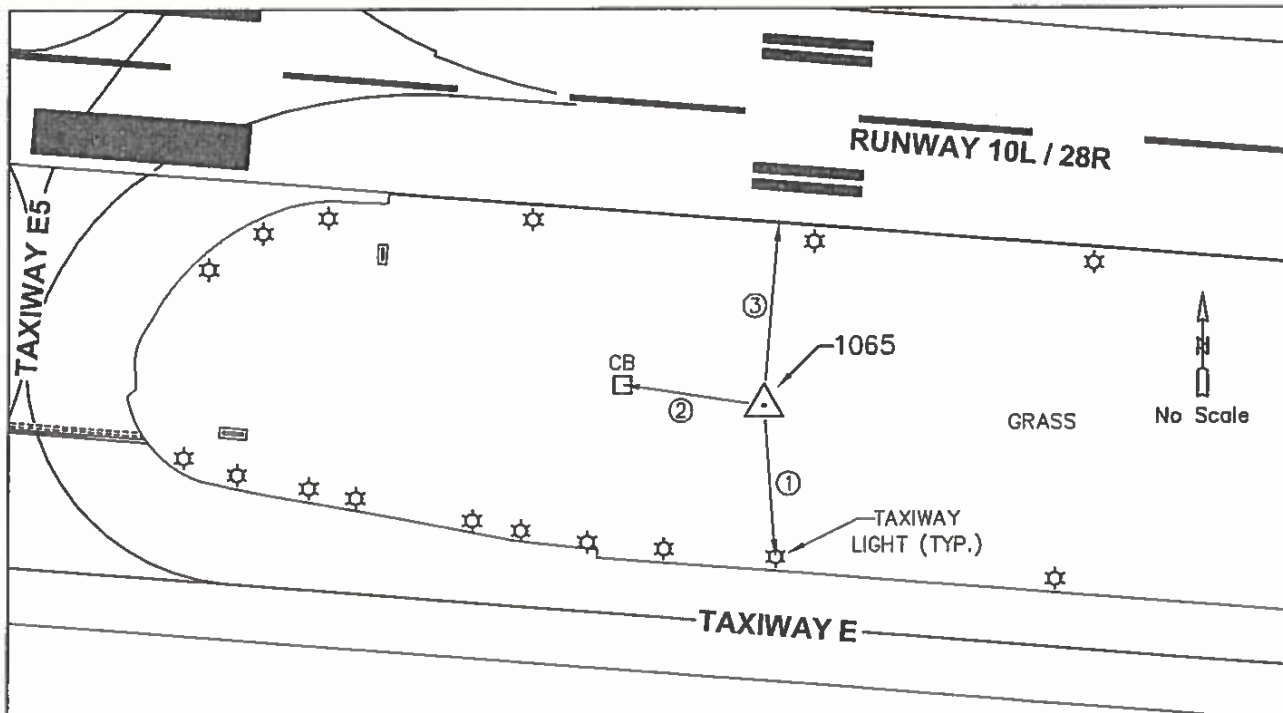 RUNWAY 10L / 28R
TAXIWAY E5
③
1065
CB
②
GRASS
N
No Scale
①
TAXIWAY
LIGHT (TYP.)
TAXIWAY E